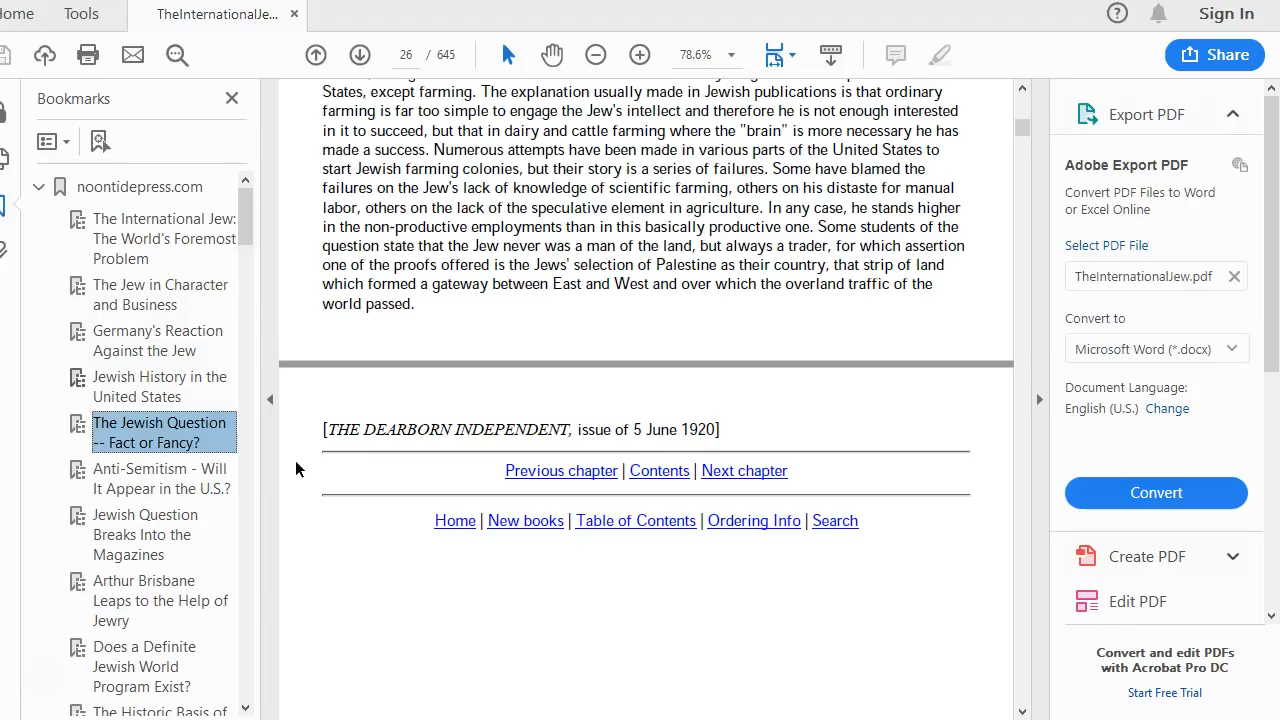 Home
Tools
TheInternationalJe...
Sign In
26 / 645
78.6%
Share
Bookmarks
noontidepress.com
The International Jew:
The World's Foremost
Problem
The Jew in Character
and Business
Germany's Reaction
Against the Jew
Jewish History in the
United States
The Jewish Question
-- Fact or Fancy?
Anti-Semitism - Will
It Appear in the U.S.?
Jewish Question
Breaks Into the
Magazines
Arthur Brisbane
Leaps to the Help of
Jewry
Does a Definite
Jewish World
Program Exist?
The Historic Basis of
States, except farming. The explanation usually made in Jewish publications is that ordinary
farming is far too simple to engage the Jew's intellect and therefore he is not enough interested
in it to succeed, but that in dairy and cattle farming where the "brain" is more necessary he has
made a success. Numerous attempts have been made in various parts of the United States to
start Jewish farming colonies, but their story is a series of failures. Some have blamed the
failures on the Jew's lack of knowledge of scientific farming, others on his distaste for manual
labor, others on the lack of the speculative element in agriculture. In any case, he stands higher
in the non-productive employments than in this basically productive one. Some students of the
question state that the Jew never was a man of the land, but always a trader, for which assertion
one of the proofs offered is the Jews' selection of Palestine as their country, that strip of land
which formed a gateway between East and West and over which the overland traffic of the
world passed.
[THE DEARBORN INDEPENDENT, issue of 5 June 1920]
Previous chapter | Contents | Next chapter
Home | New books | Table of Contents | Ordering Info | Search
Export PDF
Adobe Export PDF
Convert PDF Files to Word
or Excel Online
Select PDF File
TheInternationalJew.pdf
Convert to
Microsoft Word (*.docx)
Document Language:
English (U.S.) Change
Convert
Create PDF
Edit PDF
Convert and edit PDFs
with Acrobat Pro DC
Start Free Trial